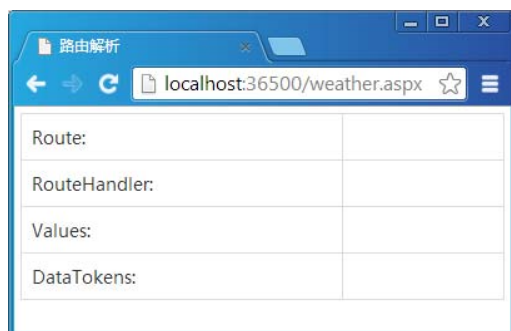 路由解析
localhost:36500/weather.aspx
Route:
RouteHandler:
Values:
DataTokens: